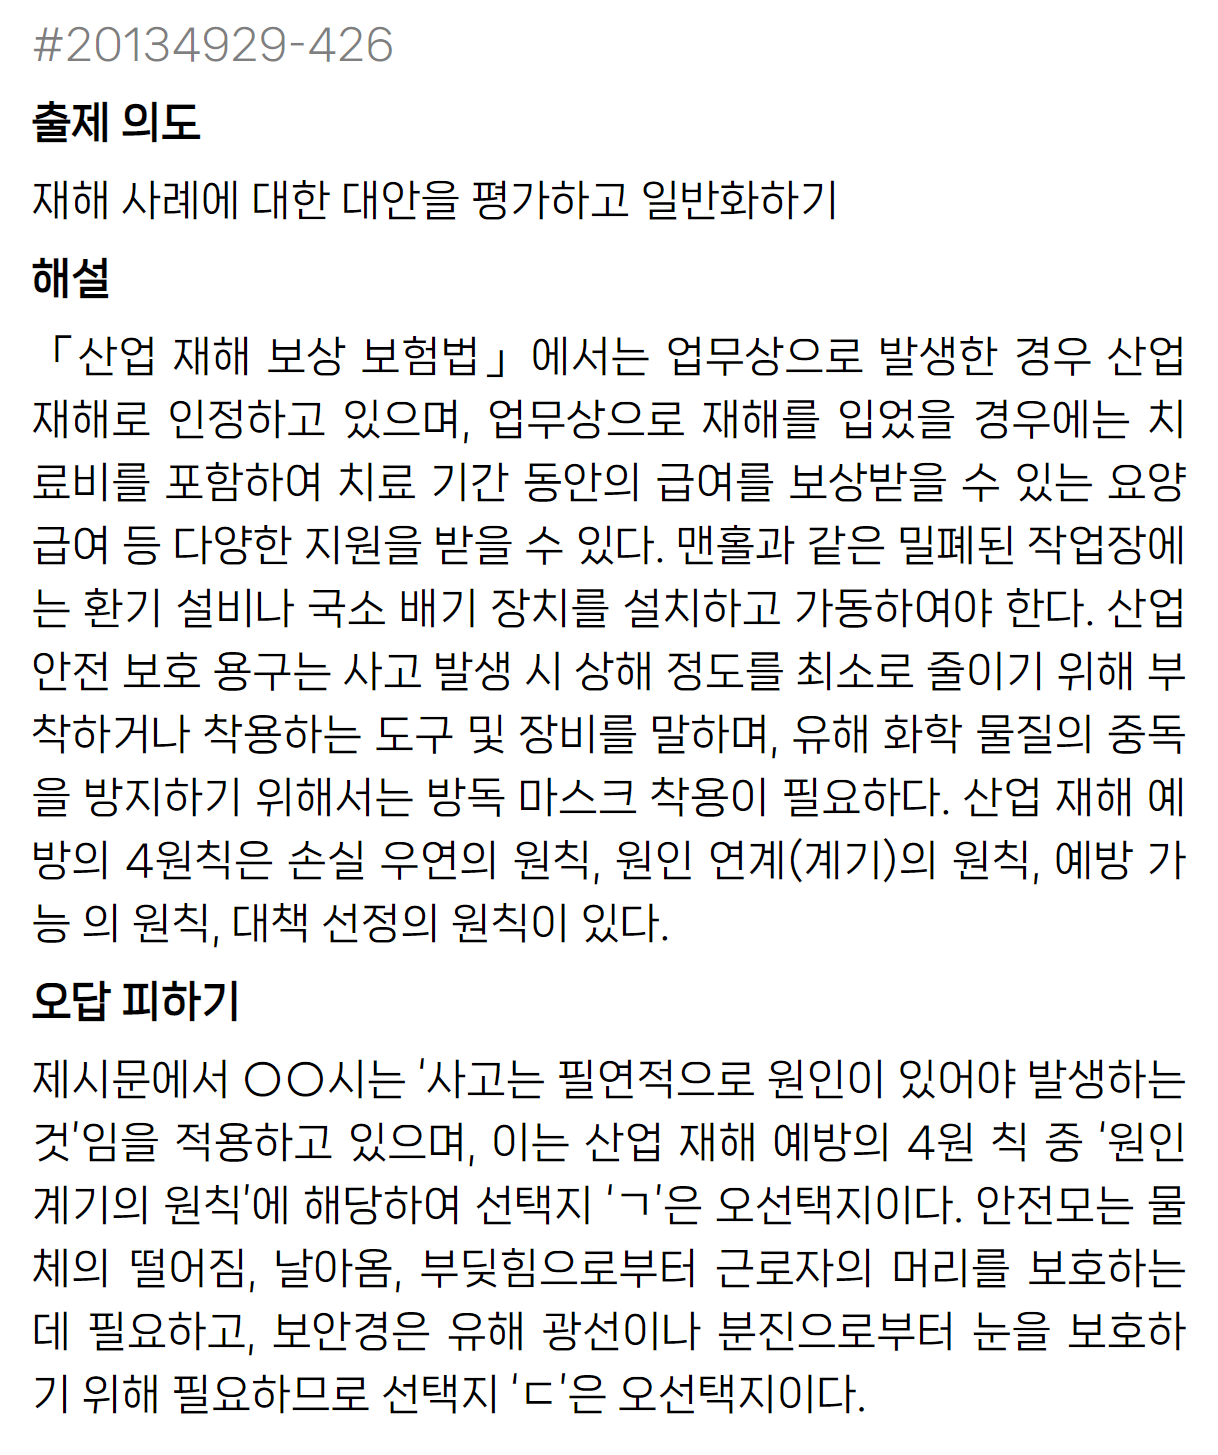 #20134929-426
출제 의도
재해 사례에 대한 대안을 평가하고 일반화하기
해설
「산업 재해 보상 보험법」에서는 업무상으로 발생한 경우 산업
재해로 인정하고 있으며, 업무상으로 재해를 입었을 경우에는 치
료비를 포함하여 치료 기간 동안의 급여를 보상받을 수 있는 요양
급여 등 다양한 지원을 받을 수 있다. 맨홀과 같은 밀폐된 작업장에
는 환기 설비나 국소 배기 장치를 설치하고 가동하여야 한다. 산업
안전 보호 용구는 사고 발생 시 상해 정도를 최소로 줄이기 위해 부
착하거나 착용하는 도구 및 장비를 말하며, 유해 화학 물질의 중독
을 방지하기 위해서는 방독 마스크 착용이 필요하다. 산업 재해 예
방의 4원칙은 손실 우연의 원칙, 원인 연계(계기)의 원칙, 예방 가
능 의 원칙, 대책 선정의 원칙이 있다.
오답 피하기
제시문에서 ○○시는 '사고는 필연적으로 원인이 있어야 발생하는
것'임을 적용하고 있으며, 이는 산업 재해 예방의 4원 칙 중 '원인
계기의 원칙'에 해당하여 선택지 'ㄱ'은 오선택지이다. 안전모는 물
체의 떨어짐, 날아옴, 부딪힘으로부터 근로자의 머리를 보호하는
데 필요하고, 보안경은 유해 광선이나 분진으로부터 눈을 보호하
기 위해 필요하므로 선택지 'ㄷ'은 오선택지이다.